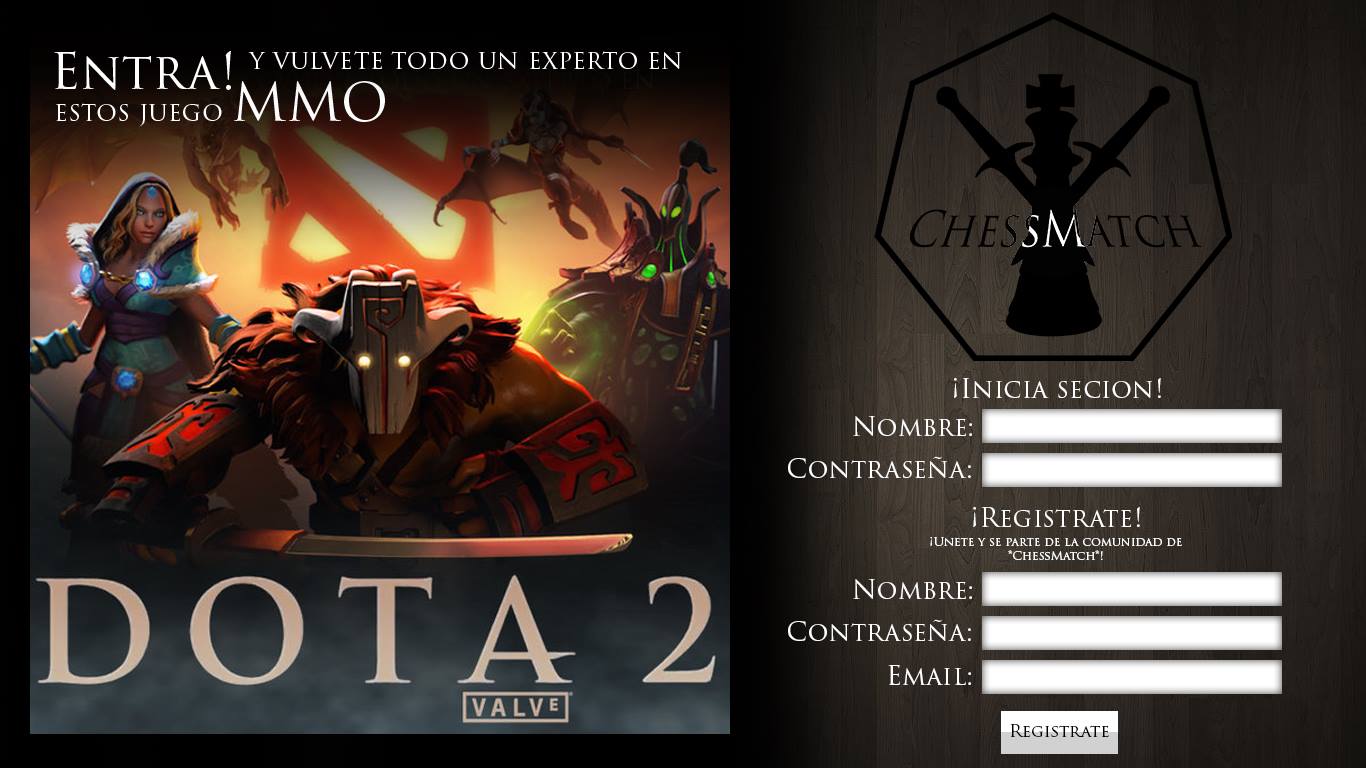 Entra! y vulvete todo un experto en
estos juego MMO
DOTA 2
VALVE
ChessMatch
¡Inicia secion!
Nombre:
Contraseña:
¡Registrate!
¡Unete y se parte de la comunidad de
*ChessMatch*!
Nombre:
Contraseña:
Email:
Registrate